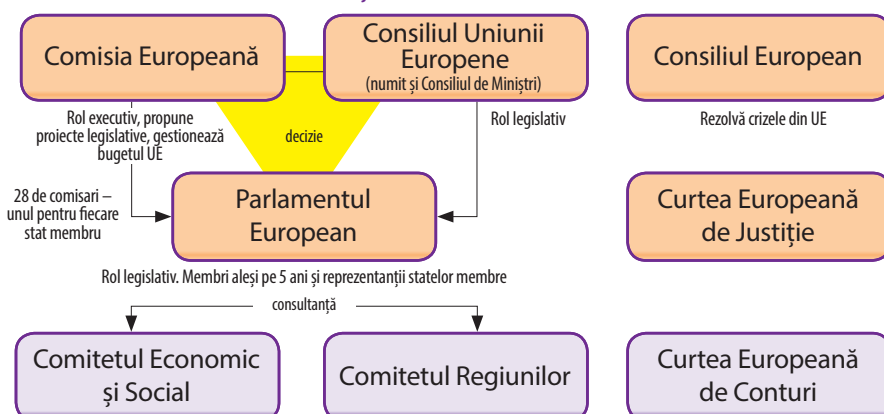 Comisia Europeană
Consiliul Uniunii
Europene
(numit și Consiliul de Miniștri)
Consiliul European
Rol executiv, propune
proiecte legislative, gestionează
bugetul UE
decizie
Rol legislativ
Rezolvă crizele din UE
28 de comisari –
unul pentru fiecare
stat membru
Parlamentul
European
Curtea Europeană
de Justiție
Rol legislativ. Membri aleși pe 5 ani și reprezentanții statelor membre
consultanță
Comitetul Economic
și Social
Comitetul Regiunilor
Curtea Europeană
de Conturi